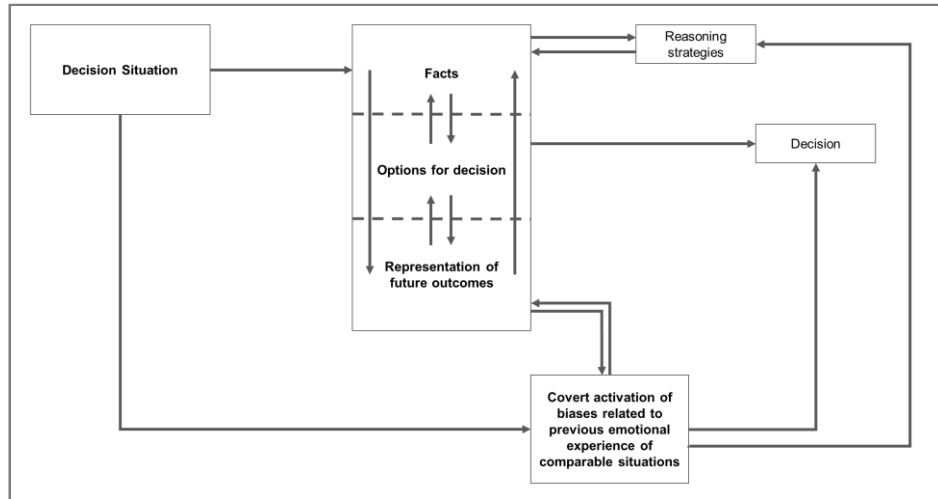 Decision Situation
Facts
Options for decision
Representation of
future outcomes
Reasoning
strategies
Decision
Covert activation of
biases related to
previous emotional
experience of
comparable situations